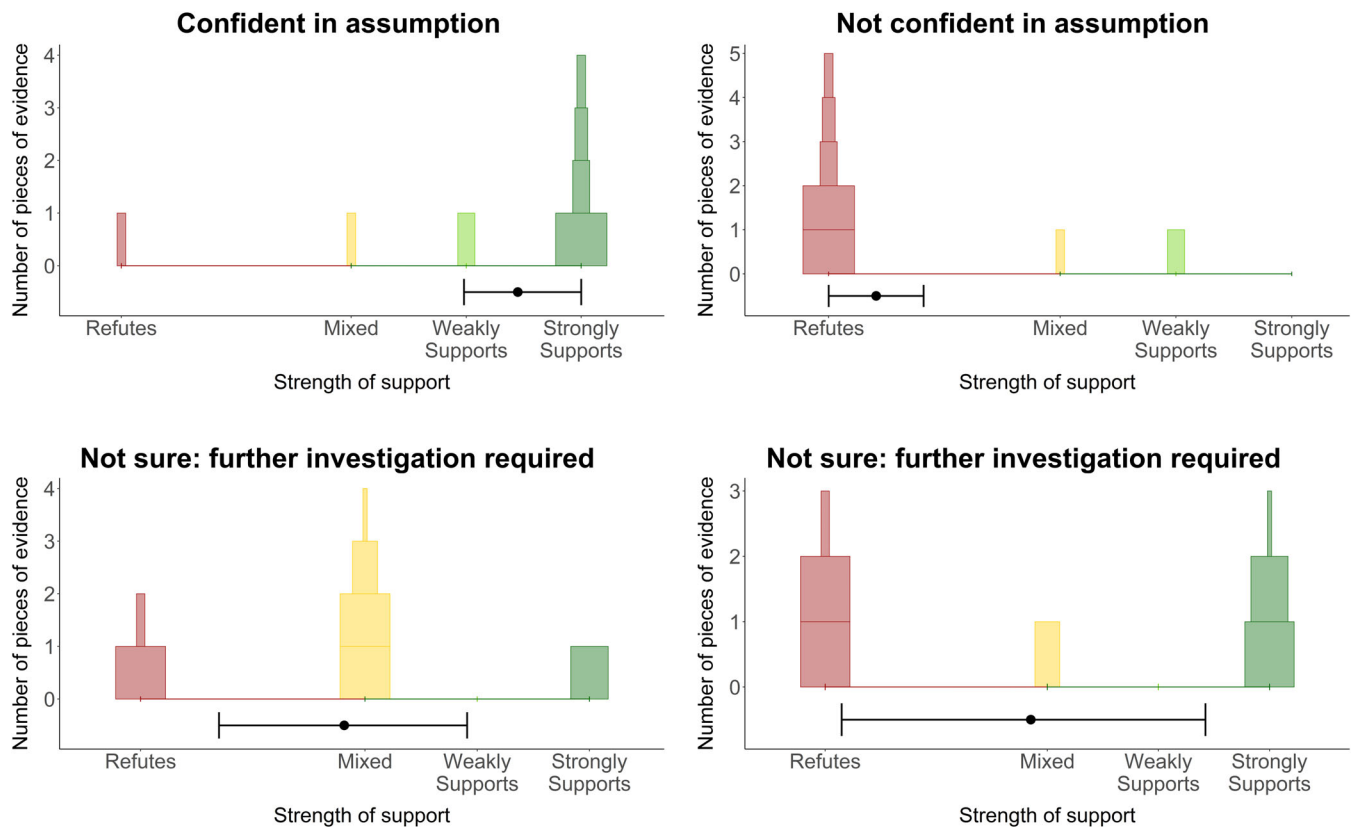 Confident in assumption
Number of pieces of evidence
4
3
2
1
0
Refutes
Mixed
Weakly
Supports
Strongly
Supports
Strength of support
Not confident in assumption
Number of pieces of evidence
5
4
3
2
1
0
Refutes
Mixed
Weakly
Supports
Strongly
Supports
Strength of support
Not sure: further investigation required
Number of pieces of evidence
4
3
2
1
0
Refutes
Mixed
Weakly
Supports
Strongly
Supports
Strength of support
Not sure: further investigation required
Number of pieces of evidence
3
2
1
0
Refutes
Mixed
Weakly
Supports
Strongly
Supports
Strength of support